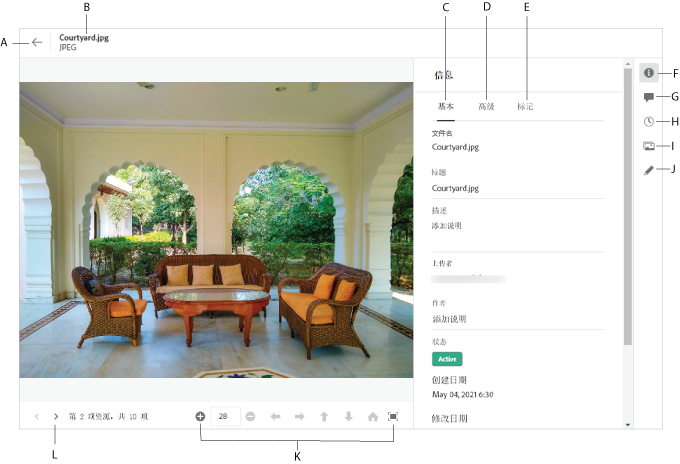 B
C
D
E
A
Courtyard.jpg
JPEG
信息
F
基本
高级
标记
G
文件名
H
Courtyard.jpg
I
标题
J
Courtyard.jpg
描述
添加说明
上传者
作者
添加说明
状态
Active
创建日期
May 04, 2021 6:30
第 2 项资源，共 10 项
28
修改日期
L
K